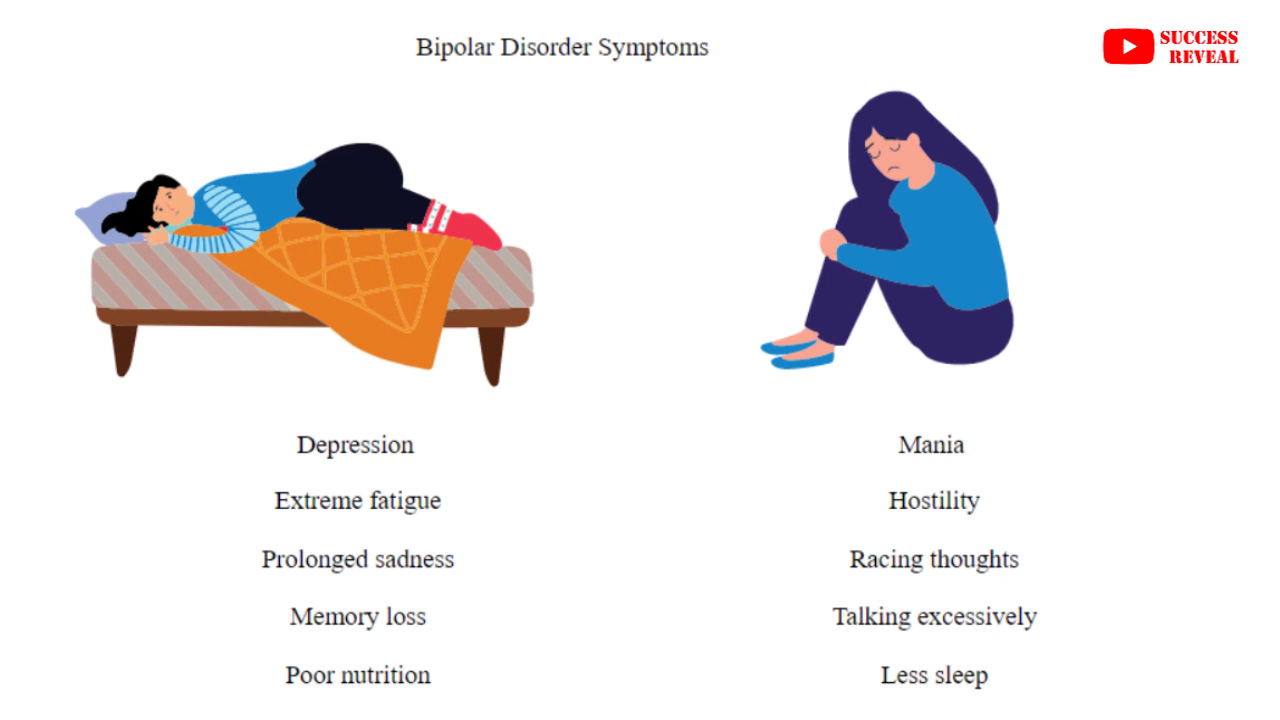 Bipolar Disorder Symptoms
SUCCESS
REVEAL
Depression
Extreme fatigue
Prolonged sadness
Memory loss
Poor nutrition
Mania
Hostility
Racing thoughts
Talking excessively
Less sleep